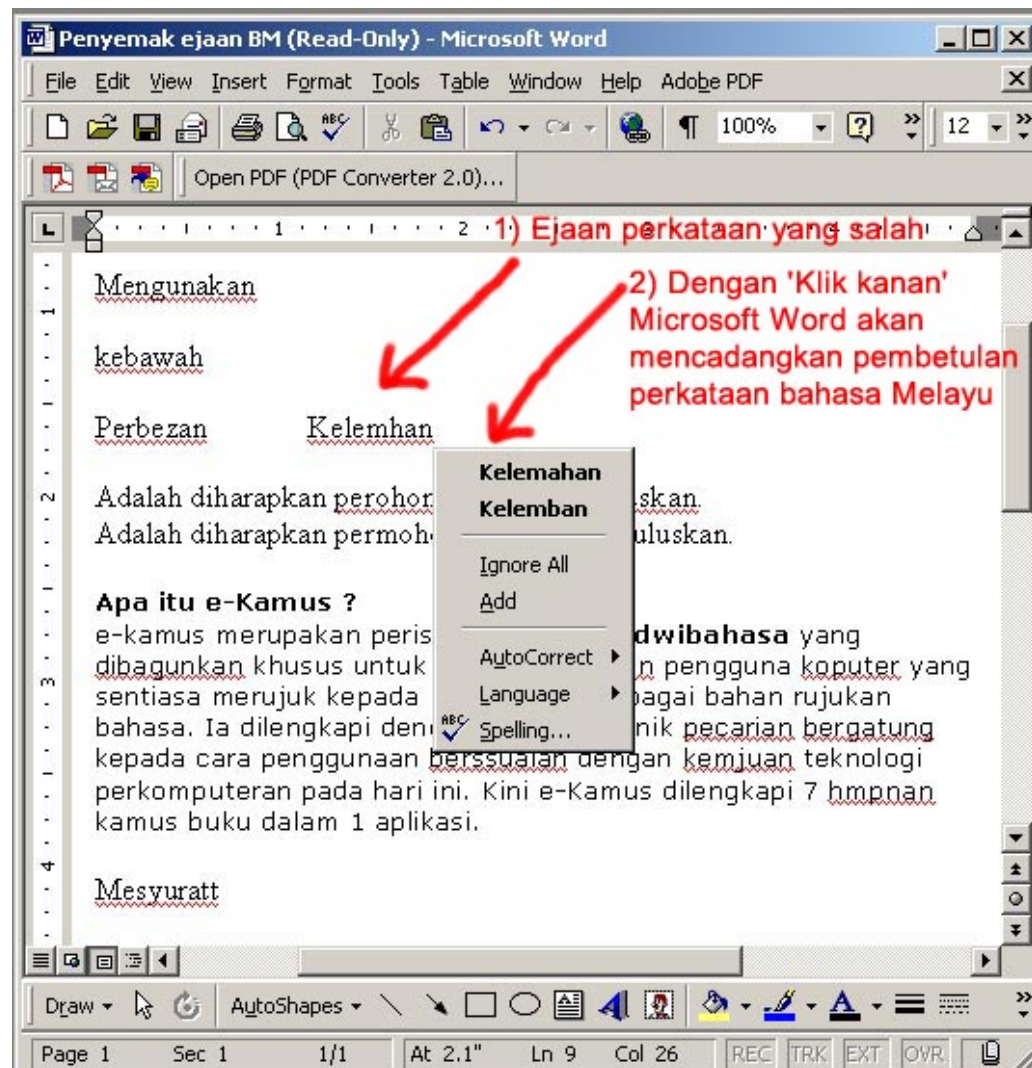 Penyemak ejaan BM (Read-Only) - Microsoft Word
File Edit View Insert Format Tools Table Window Help Adobe PDF
100% 12
Open PDF (PDF Converter 2.0)...
1) Ejaan perkataan yang salah
2) Dengan 'Klik kanan'
Microsoft Word akan
mencadangkan pembetulan
perkataan bahasa Melayu
Mengunakan
kebawah
Perbezan Kelemhan
Kelemahan
Kelemban
Ignore All
Add
AutoCorrect
Language
Spelling...
Adalah diharapkan perohon skan.
Adalah diharapkan permoh uluskan.
Apa itu e-Kamus ?
e-kamus merupakan peris dwibahasa yang
dibagunkan khusus untuk n pengguna koputer yang
sentiasa merujuk kepada bagai bahan rujukan
bahasa. Ia dilengkapi den nik pecarian bergatung
kepada cara penggunaan berssuaian dengan kemjuan teknologi
perkomputeran pada hari ini. Kini e-Kamus dilengkapi 7 hmpnan
kamus buku dalam 1 aplikasi.
Mesyuratt
Draw AutoShapes
Page 1 Sec 1 1/1 At 2.1" Ln 9 Col 26 REC TRK EXT OVR